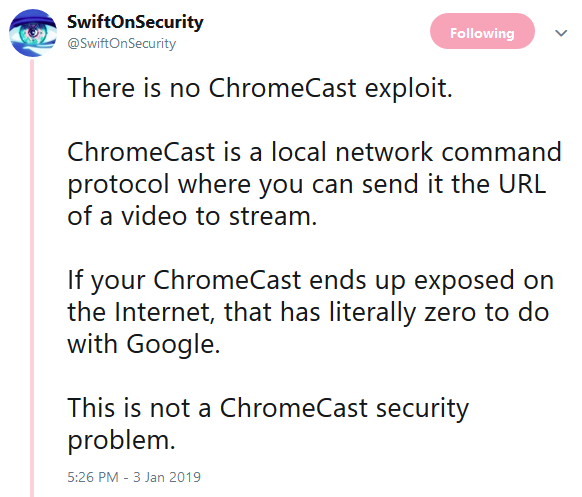 SwiftOnSecurity
@SwiftOnSecurity
Following
There is no ChromeCast exploit.
ChromeCast is a local network command
protocol where you can send it the URL
of a video to stream.
If your ChromeCast ends up exposed on
the Internet, that has literally zero to do
with Google.
This is not a ChromeCast security
problem.
5:26 PM - 3 Jan 2019